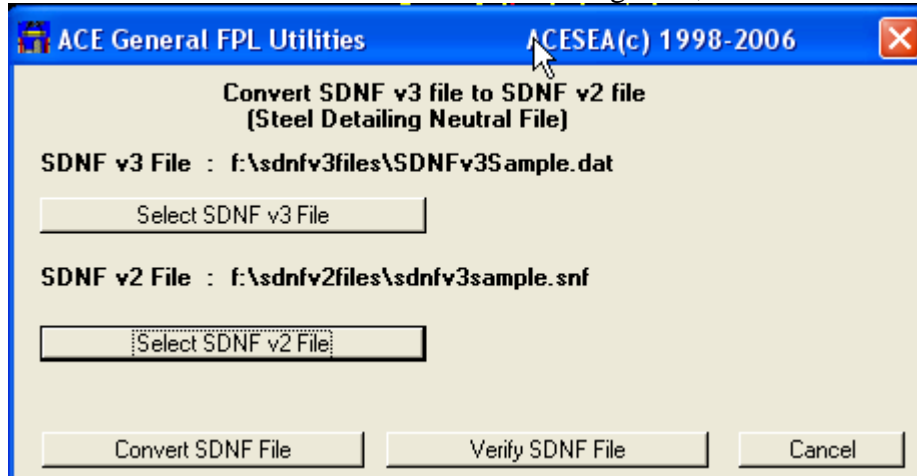 ACE General FPL Utilities ACESEA(c) 1998-2006
Convert SDNF v3 file to SDNF v2 file
(Steel Detailing Neutral File)
SDNF v3 File : f:\sdnfv3files\SDNFv3Sample.dat
Select SDNF v3 File
SDNF v2 File : f:\sdnfv2files\sdnfv3sample.snf
Select SDNF v2 File
Convert SDNF File Verify SDNF File Cancel